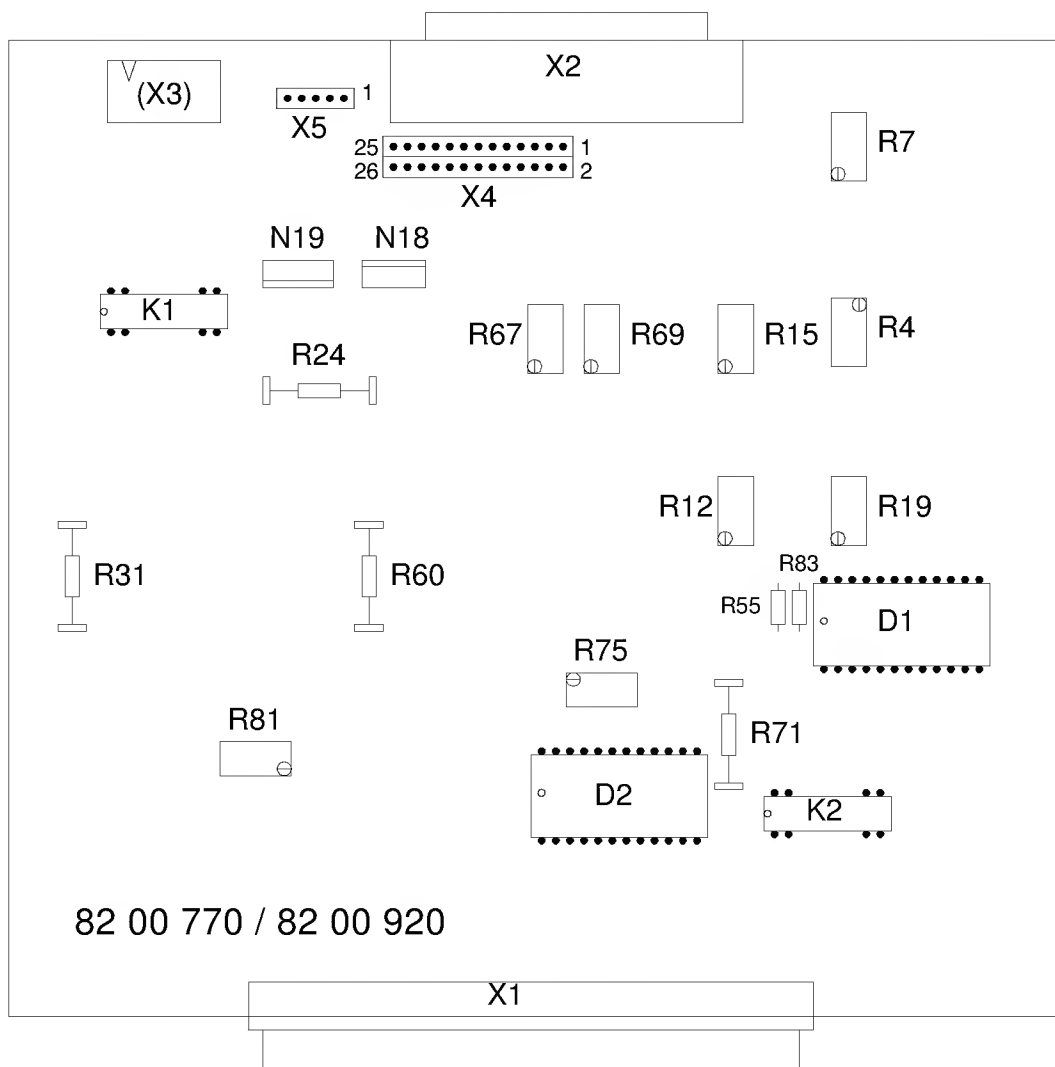 X2
(X3)
1
X5
25 1
26 2
X4
R7
N19 N18
K1
R67 R69 R15 R4
R24
R12 R19
R83
R31 R60
R55
D1
R75
R81
R71
D2
K2
82 00 770 / 82 00 920
X1